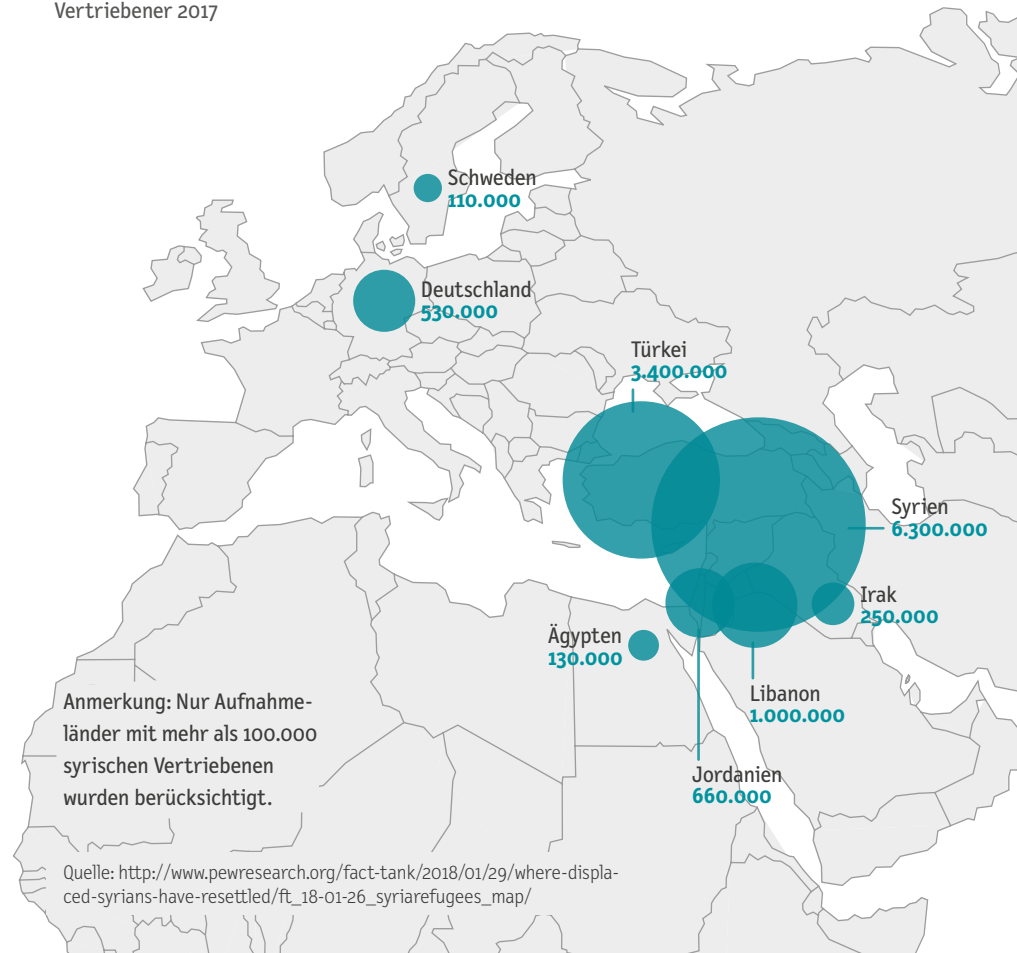 Vertriebener 2017
Schweden
110.000
Deutschland
530.000
Türkei
3.400.000
Syrien
6.300.000
Irak
250.000
Ägypten
130.000
Libanon
1.000.000
Jordanien
660.000
Anmerkung: Nur Aufnahme-
länder mit mehr als 100.000
syrischen Vertriebenen
wurden berücksichtigt.
Quelle: http://www.pewresearch.org/fact-tank/2018/01/29/where-displa-
ced-syrians-have-resettled/ft_18-01-26_syriarefugees_map/